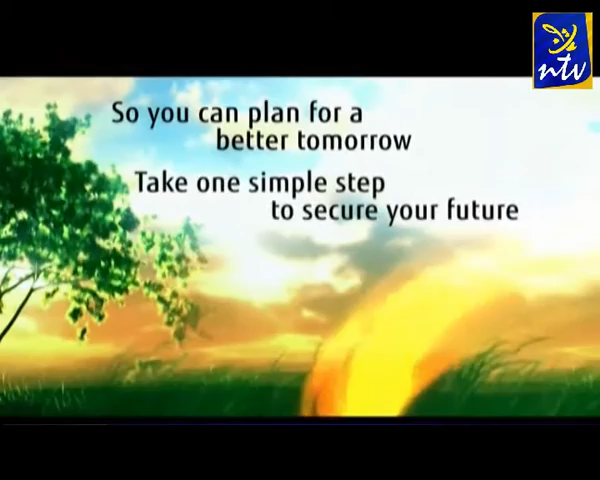 ntv
So you can plan for a
better tomorrow
Take one simple step
to secure your future